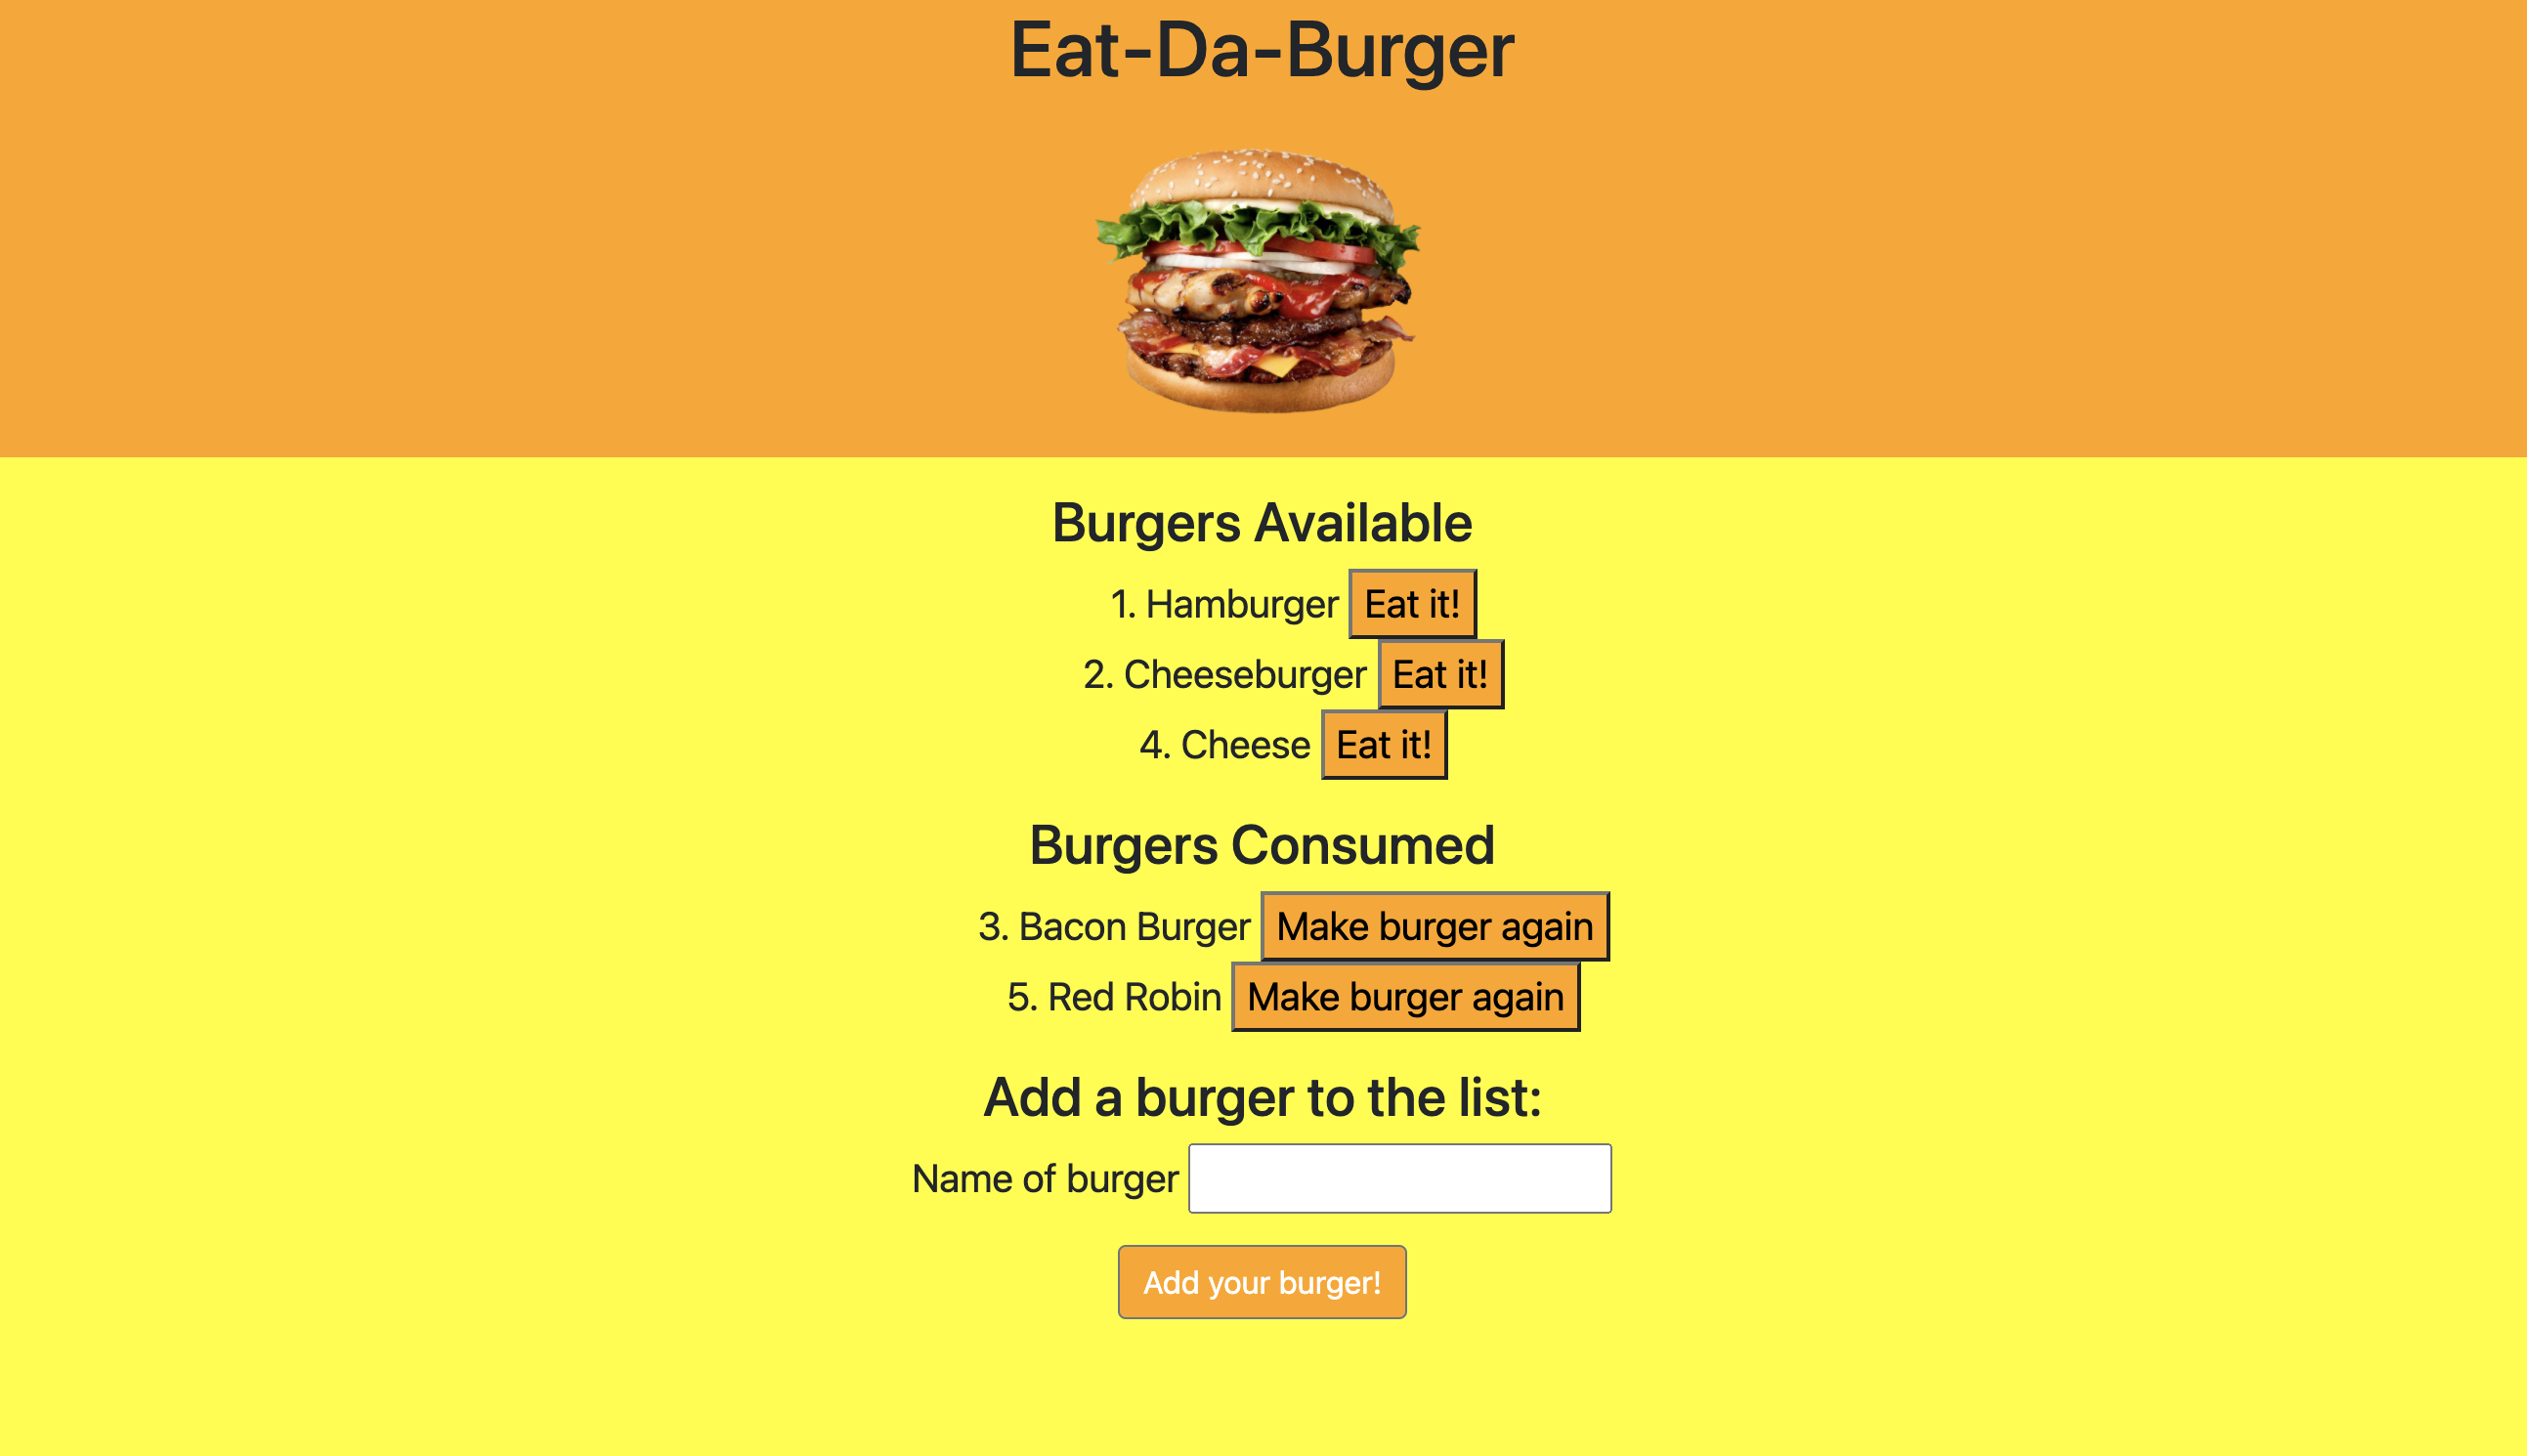 Eat-Da-Burger
Burgers Available
1. Hamburger Eat it!
2. Cheeseburger Eat it!
4. Cheese Eat it!
Burgers Consumed
3. Bacon Burger Make burger again
5. Red Robin Make burger again
Add a burger to the list:
Name of burger
Add your burger!